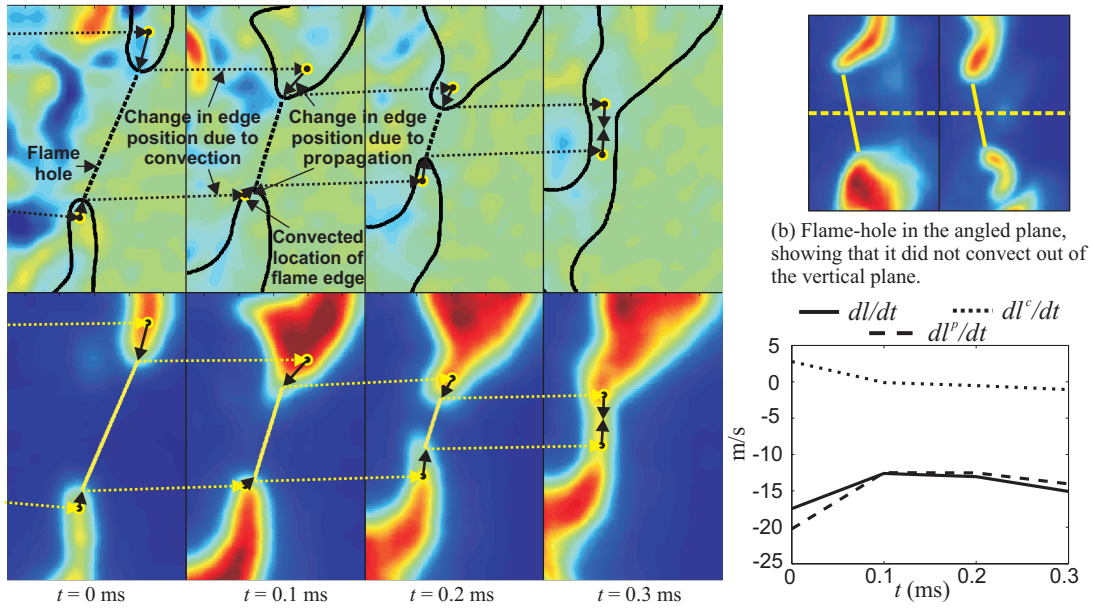 Flame
hole
Change in edge
position due to
convection
Change in edge
position due to
propagation
Convected
location of
flame edge
t = 0 ms
t = 0.1 ms
t = 0.2 ms
t = 0.3 ms
(b) Flame-hole in the angled plane,
showing that it did not convect out of
the vertical plane.
dl/dt
dl^c/dt
dl^p/dt
5
0
-5
-10
-15
-20
-25
m/s
0
0.1
0.2
0.3
t (ms)